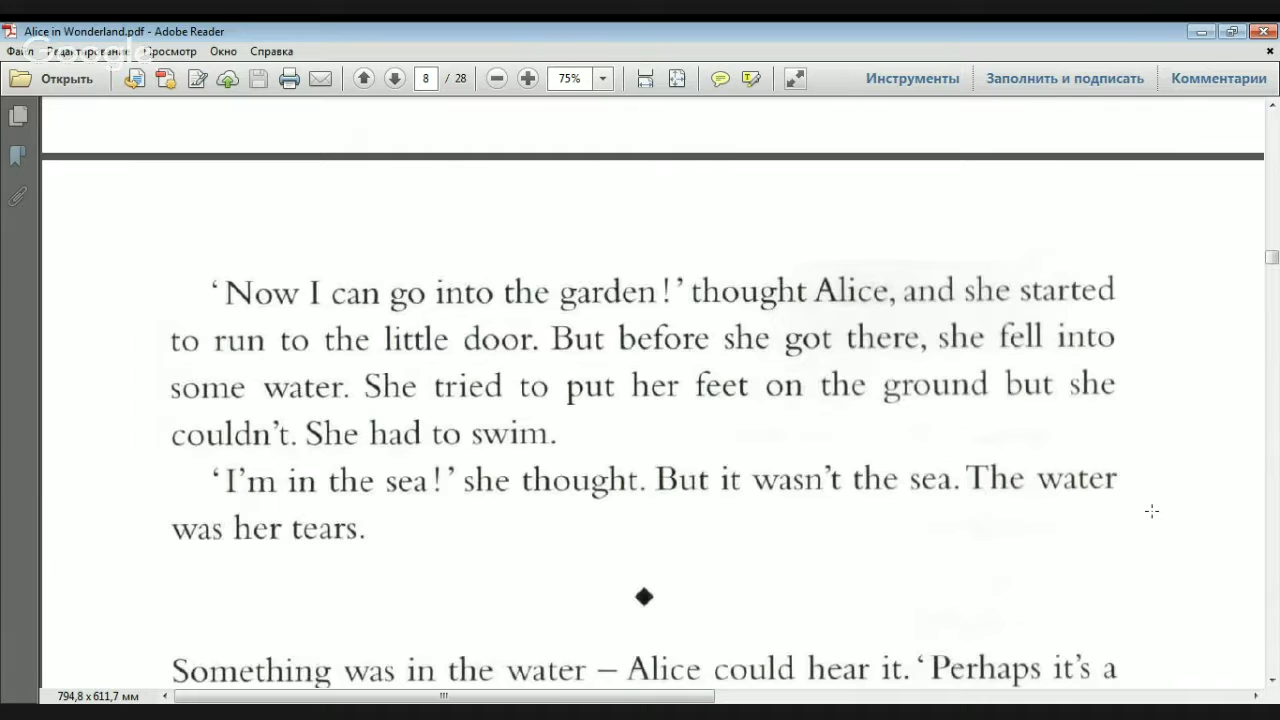 Alice in Wonderland.pdf - Adobe Reader
Файл Редактирование Просмотр Окно Справка
Google
Открыть 8 / 28 75% Инструменты Заполнить и подписать Комментарии
‘Now I can go into the garden!’ thought Alice, and she started
to run to the little door. But before she got there, she fell into
some water. She tried to put her feet on the ground but she
couldn’t. She had to swim.
‘I’m in the sea!’ she thought. But it wasn’t the sea. The water
was her tears.
Something was in the water – Alice could hear it. ‘Perhaps it’s a
794,8 x 611,7 мм